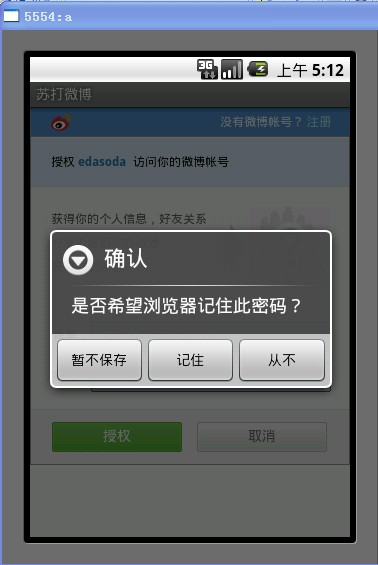 5554:a
3G 上午 5:12
苏打微博
没有微博帐号？ 注册
授权 edasoda 访问你的微博帐号
获得你的个人信息，好友关系
确认
是否希望浏览器记住此密码？
暂不保存 记住 从不
授权 取消